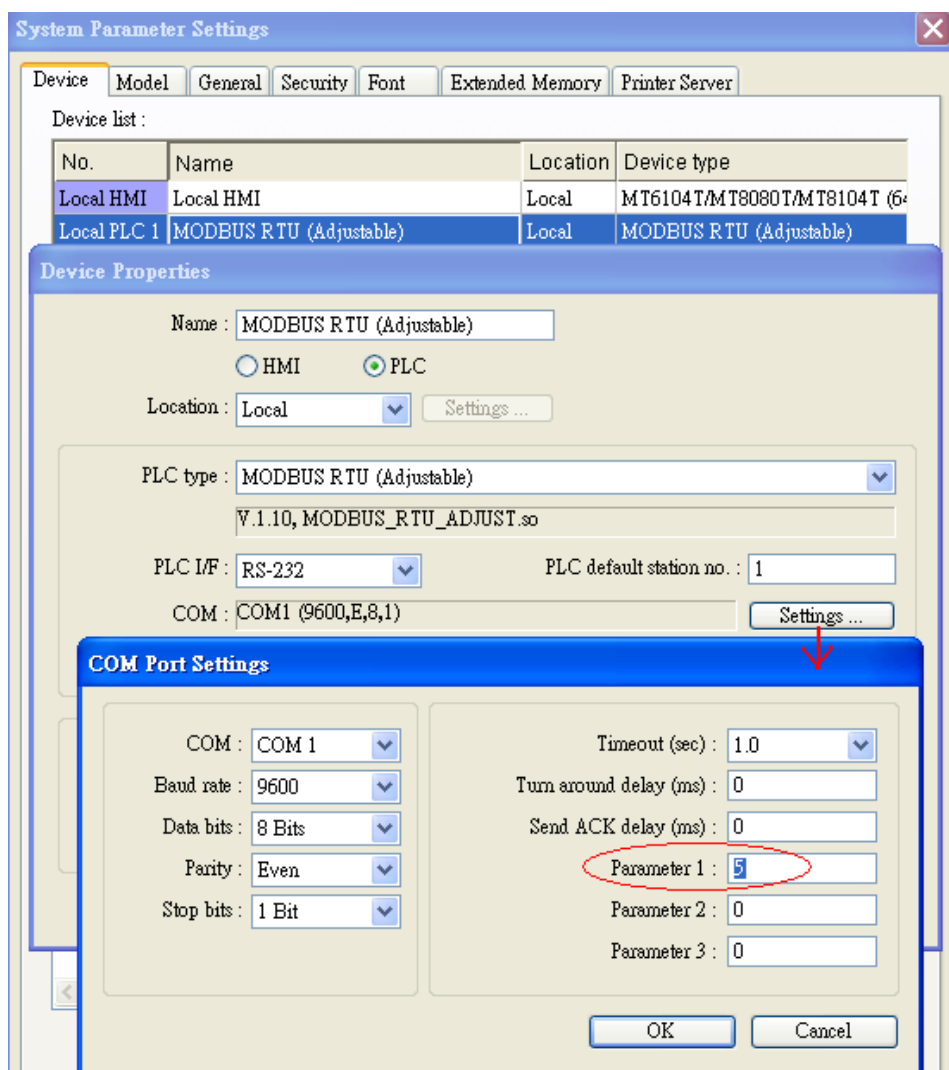 System Parameter Settings
Device Model General Security Font Extended Memory Printer Server
Device list :
No. Name Location Device type
Local HMI Local HMI Local MT6104T/MT8080T/MT8104T (64
Local PLC 1 MODBUS RTU (Adjustable) Local MODBUS RTU (Adjustable)
Device Properties
Name : MODBUS RTU (Adjustable)
HMI PLC
Location : Local Settings ...
PLC type : MODBUS RTU (Adjustable)
V.1.10, MODBUS_RTU_ADJUST.so
PLC I/F : RS-232 PLC default station no. : 1
COM : COM1 (9600,E,8,1) Settings ...
COM Port Settings
COM : COM 1 Timeout (sec) : 1.0
Baud rate : 9600 Turn around delay (ms) : 0
Data bits : 8 Bits Send ACK delay (ms) : 0
Parity : Even Parameter 1 : 5
Stop bits : 1 Bit Parameter 2 : 0
Parameter 3 : 0
OK Cancel